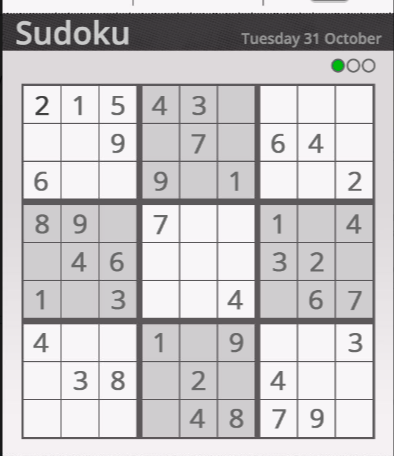 Sudoku
Tuesday 31 October
2 1 5 4 3
9 7 6 4
6 9 1 2
8 9 7 1 4
4 6 3 2
1 3 4 6 7
4 1 9 3
3 8 2 4
4 8 7 9